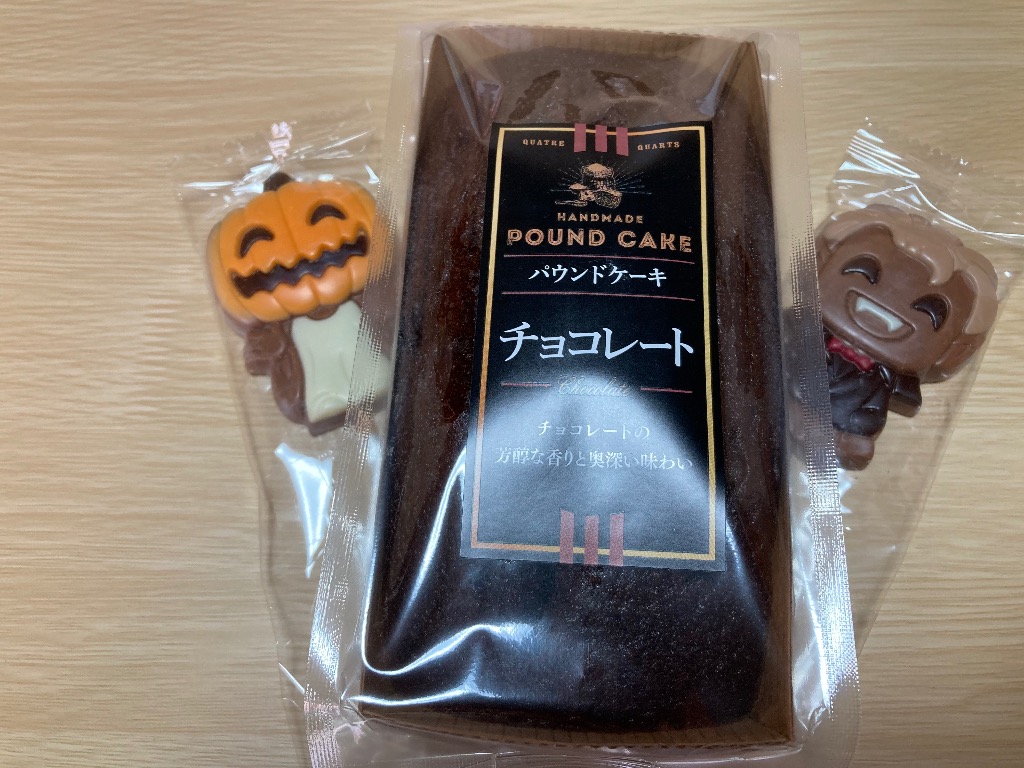 QUATRE QUARTS
HANDMADE
POUND CAKE
パウンドケーキ
チョコレート
Chocolate
チョコレートの
芳醇な香りと奥深い味わい